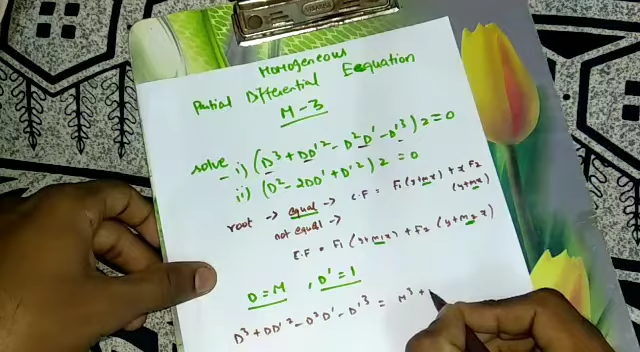 Homogeneous
Partial Differential Eequation
M-3
solve - i) (D³ + DD'² - D²D' - D'³) z = 0
ii) (D² - 2DD' + D'²) z = 0
root → equal → C.F = F₁(y+mx) + x F₂ (y+mx)
not equal →
C.F = F₁(y+m₁x) + F₂ (y+m₂x)
D = M , D' = 1
D³ + DD'² - D²D' - D'³ = M³ +